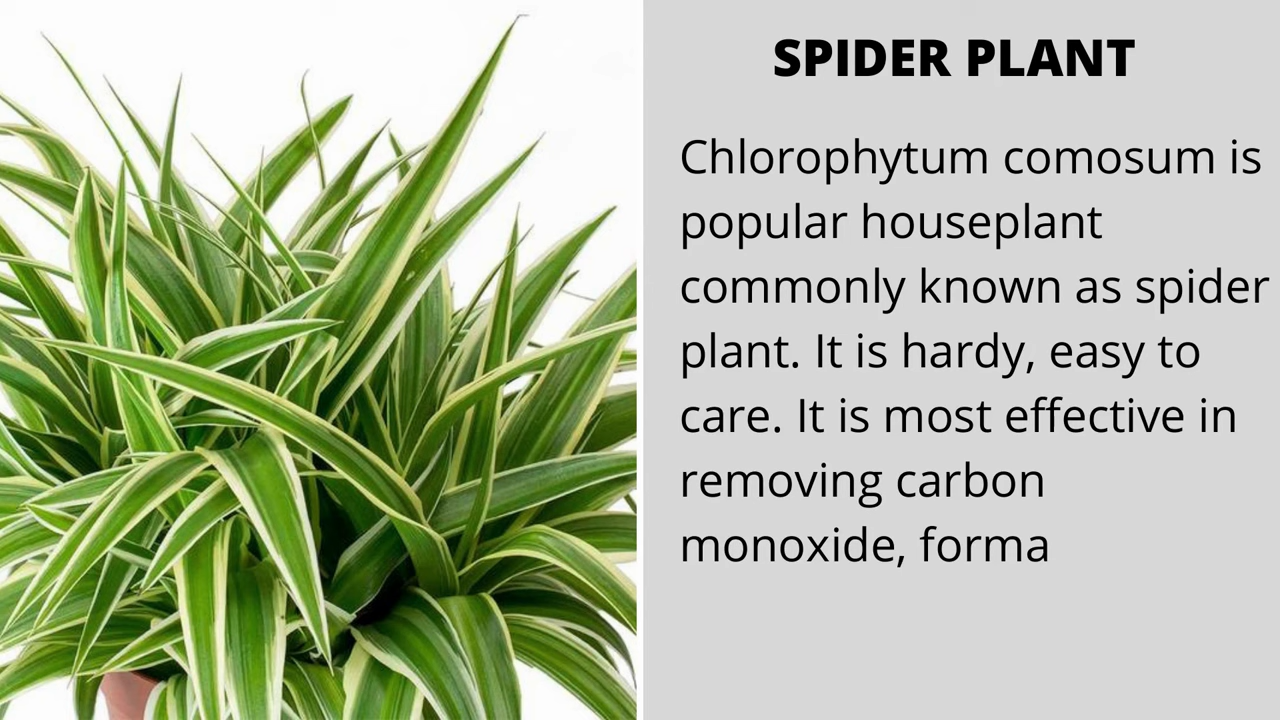 SPIDER PLANT
Chlorophytum comosum is
popular houseplant
commonly known as spider
plant. It is hardy, easy to
care. It is most effective in
removing carbon
monoxide, forma